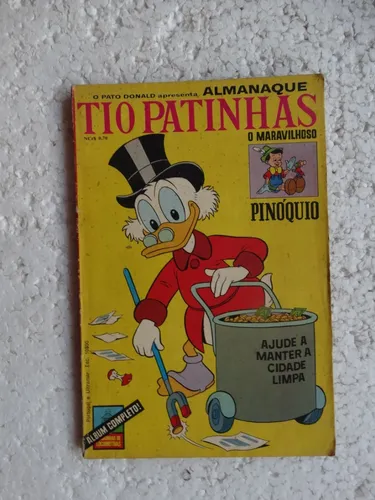 O PATO DONALD apresenta ALMANAQUE
TIO PATINHAS
O MARAVILHOSO
PINÓQUIO
AJUDE A
MANTER A
CIDADE
LIMPA
ÁLBUM COMPLETO!